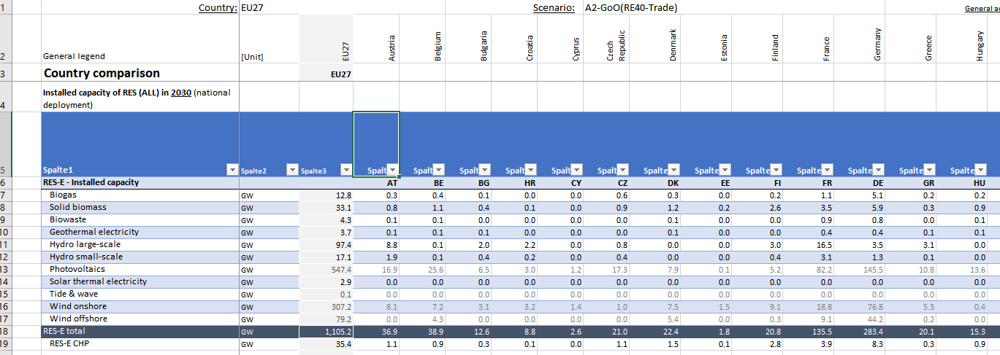 1 Country: EU27 Scenario: A2-GoO(RE40-Trade) General a
2 General legend [Unit] EU27 Austria Belgium Bulgaria Croatia Cyprus Czech Republic Denmark Estonia Finland France Germany Greece Hungary
3 Country comparison EU27
Installed capacity of RES (ALL) in 2030 (national
4 deployment)
5 Spalte1 Spalte2 Spalte3 Spalt Spalt Spalt Spalt Spalt Spalt Spalte Spalte Spalte Spalte Spalte Spalte Spalte
6 RES-E - Installed capacity AT BE BG HR CY CZ DK EE FI FR DE GR HU
7 Biogas GW 12.8 0.3 0.4 0.1 0.0 0.0 0.6 0.3 0.0 0.2 1.1 5.1 0.2 0.2
8 Solid biomass GW 33.1 0.8 1.1 0.4 0.1 0.0 0.9 1.2 0.2 2.6 3.5 5.9 0.3 0.9
9 Biowaste GW 4.3 0.1 0.1 0.0 0.0 0.0 0.0 0.1 0.0 0.0 0.9 0.8 0.0 0.1
10 Geothermal electricity GW 3.7 0.1 0.1 0.1 0.0 0.0 0.0 0.1 0.0 0.0 0.4 0.4 0.1 0.1
11 Hydro large-scale GW 97.4 8.8 0.1 2.0 2.2 0.0 0.8 0.0 0.0 3.0 16.5 3.5 3.1 0.0
12 Hydro small-scale GW 17.1 1.9 0.1 0.4 0.2 0.0 0.4 0.0 0.0 0.4 3.1 1.3 0.1 0.0
13 Photovoltaics GW 547.4 16.9 25.6 6.5 3.0 1.2 17.3 7.9 0.1 5.2 82.2 145.5 10.8 13.6
14 Solar thermal electricity GW 2.9 0.0 0.0 0.0 0.0 0.0 0.0 0.0 0.0 0.0 0.0 0.0 0.0 0.0
15 Tide & wave GW 0.1 0.0 0.0 0.0 0.0 0.0 0.0 0.0 0.0 0.0 0.0 0.0 0.0 0.0
16 Wind onshore GW 307.2 8.1 7.2 3.1 3.2 1.4 1.0 7.5 1.5 9.1 18.8 76.8 5.3 0.4
17 Wind offshore GW 79.2 0.0 4.3 0.0 0.0 0.0 0.0 5.4 0.0 0.3 9.1 44.2 0.2 0.0
18 RES-E total GW 1,105.2 36.9 38.9 12.6 8.8 2.6 21.0 22.4 1.8 20.8 135.5 283.4 20.1 15.3
19 RES-E CHP GW 35.4 1.1 0.9 0.3 0.1 0.0 1.1 1.5 0.1 2.8 3.9 8.3 0.3 0.9